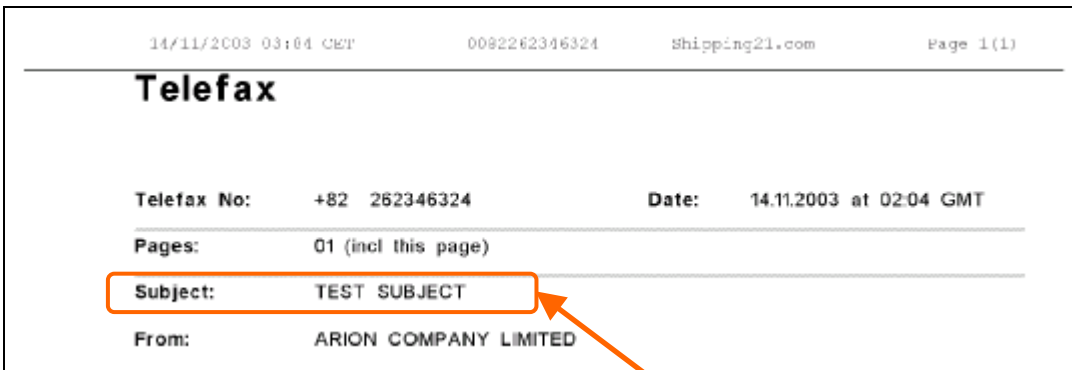 14/11/2003 03:04 CET 0082262346324 Shipping21.com Page 1(1)
Telefax
Telefax No: +82 262346324 Date: 14.11.2003 at 02:04 GMT
Pages: 01 (incl this page)
Subject: TEST SUBJECT
From: ARION COMPANY LIMITED